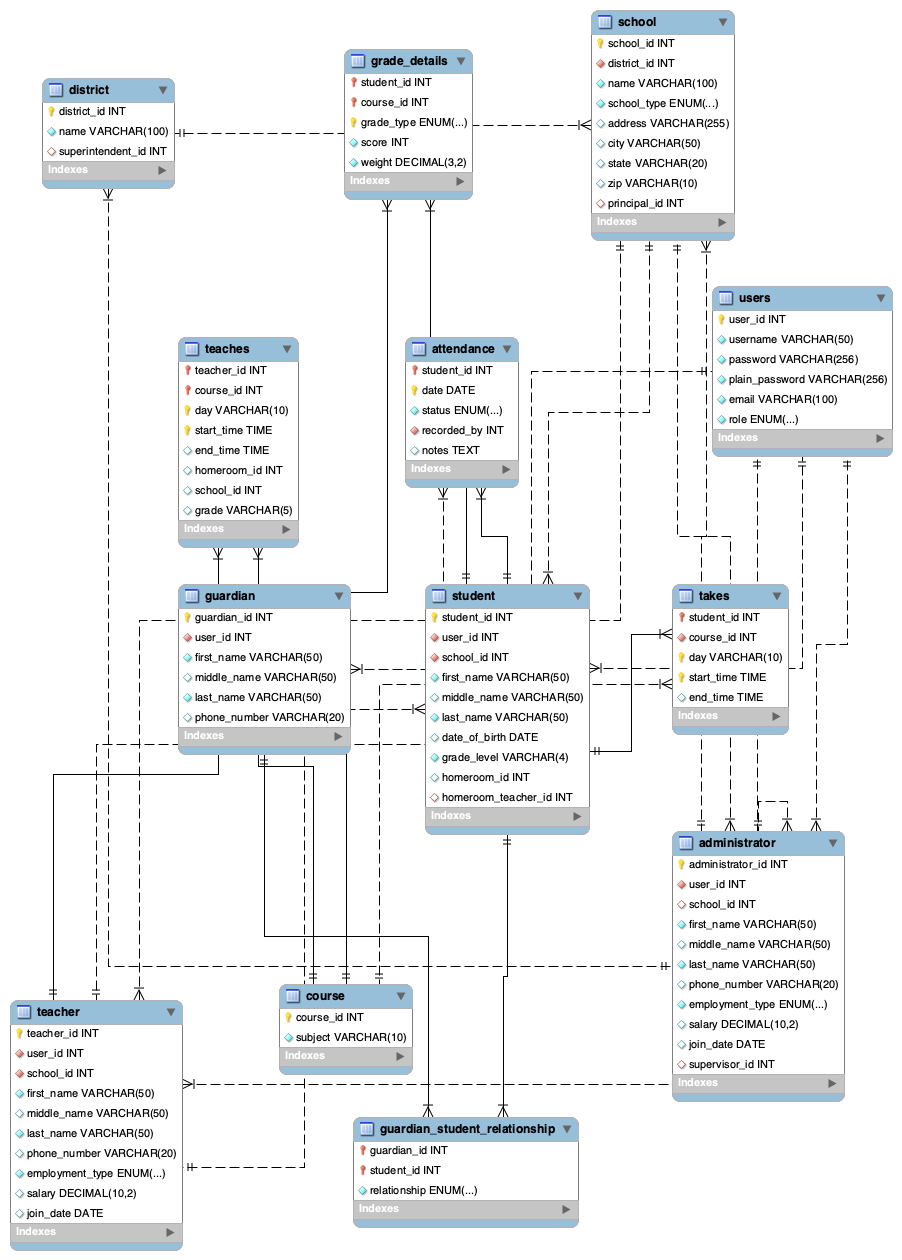 school
school_id INT
district_id INT
name VARCHAR(100)
school_type ENUM(...)
address VARCHAR(255)
city VARCHAR(50)
state VARCHAR(20)
zip VARCHAR(10)
principal_id INT
Indexes
grade_details
student_id INT
course_id INT
grade_type ENUM(...)
score INT
weight DECIMAL(3,2)
Indexes
district
district_id INT
name VARCHAR(100)
superintendent_id INT
Indexes
users
user_id INT
username VARCHAR(50)
password VARCHAR(256)
plain_password VARCHAR(256)
email VARCHAR(100)
role ENUM(...)
Indexes
teaches
teacher_id INT
course_id INT
day VARCHAR(10)
start_time TIME
end_time TIME
homeroom_id INT
school_id INT
grade VARCHAR(5)
Indexes
attendance
student_id INT
date DATE
status ENUM(...)
recorded_by INT
notes TEXT
Indexes
guardian
guardian_id INT
user_id INT
first_name VARCHAR(50)
middle_name VARCHAR(50)
last_name VARCHAR(50)
phone_number VARCHAR(20)
Indexes
student
student_id INT
user_id INT
school_id INT
first_name VARCHAR(50)
middle_name VARCHAR(50)
last_name VARCHAR(50)
date_of_birth DATE
grade_level VARCHAR(4)
homeroom_id INT
homeroom_teacher_id INT
Indexes
takes
student_id INT
course_id INT
day VARCHAR(10)
start_time TIME
end_time TIME
Indexes
administrator
administrator_id INT
user_id INT
school_id INT
first_name VARCHAR(50)
middle_name VARCHAR(50)
last_name VARCHAR(50)
phone_number VARCHAR(20)
employment_type ENUM(...)
salary DECIMAL(10,2)
join_date DATE
supervisor_id INT
Indexes
course
course_id INT
subject VARCHAR(10)
Indexes
teacher
teacher_id INT
user_id INT
school_id INT
first_name VARCHAR(50)
middle_name VARCHAR(50)
last_name VARCHAR(50)
phone_number VARCHAR(20)
employment_type ENUM(...)
salary DECIMAL(10,2)
join_date DATE
Indexes
guardian_student_relationship
guardian_id INT
student_id INT
relationship ENUM(...)
Indexes